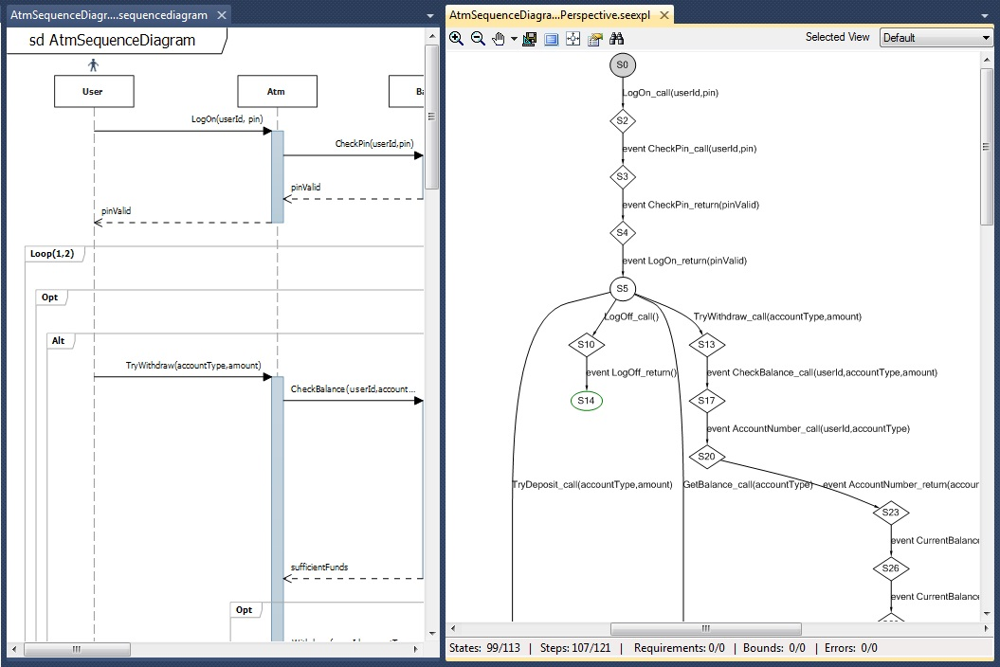 AtmSequenceDiagr....sequencediagram
sd AtmSequenceDiagram
User
Atm
LogOn(userId, pin)
CheckPin(userId,pin)
pinValid
pinValid
Loop(1,2)
Opt
Alt
TryWithdraw(accountType,amount)
CheckBalance(userId,account...
sufficientFunds
Opt
AtmSequenceDiagra...Perspective.seexpl
Selected View
Default
S0
LogOn_call(userId,pin)
S2
event CheckPin_call(userId,pin)
S3
event CheckPin_return(pinValid)
S4
event LogOn_return(pinValid)
S5
LogOff_call()
TryWithdraw_call(accountType,amount)
S10
S13
event LogOff_return()
event CheckBalance_call(userId,accountType,amount)
S14
S17
event AccountNumber_call(userId,accountType)
S20
TryDeposit_call(accountType,amount)
GetBalance_call(accountType)
event AccountNumber_return(accour
S23
event CurrentBalance
S26
event CurrentBalance
States: 99/113 | Steps: 107/121 | Requirements: 0/0 | Bounds: 0/0 | Errors: 0/0